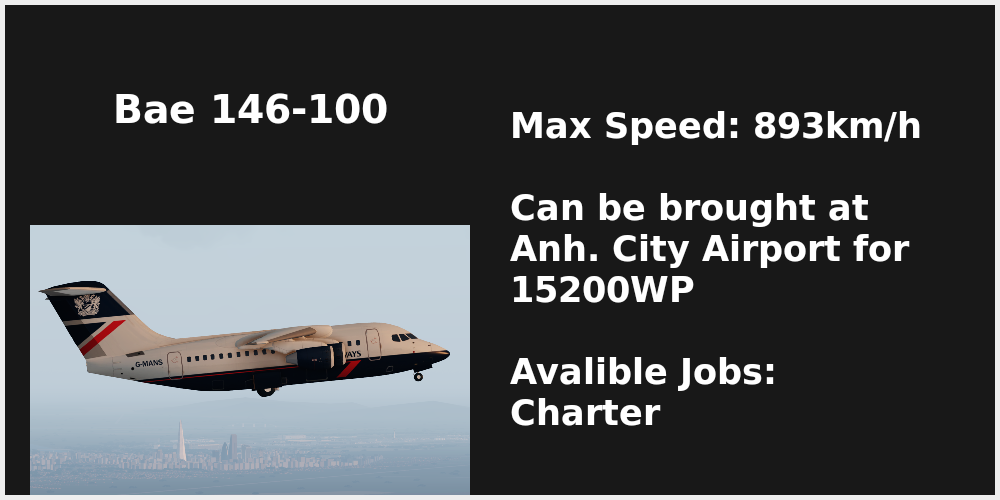 Bae 146-100
Max Speed: 893km/h
Can be brought at
Anh. City Airport for
15200WP
Avalible Jobs:
Charter
G-MANS
WAYS